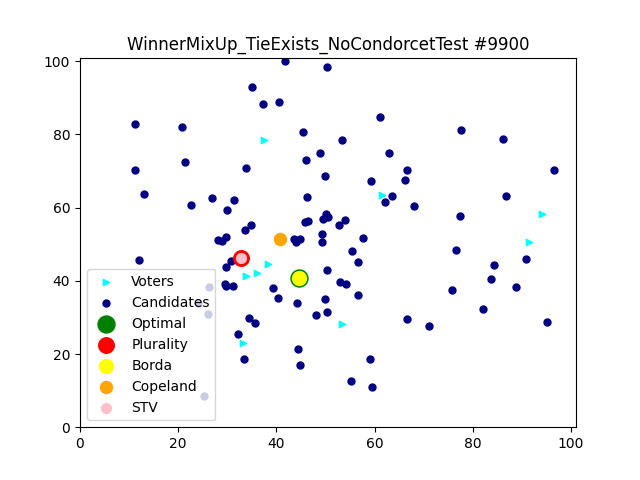 WinnerMixUp_TieExists_NoCondorcetTest #9900
100
80
60
40
20
0
Voters
Candidates
Optimal
Plurality
Borda
Copeland
STV
0 20 40 60 80 100